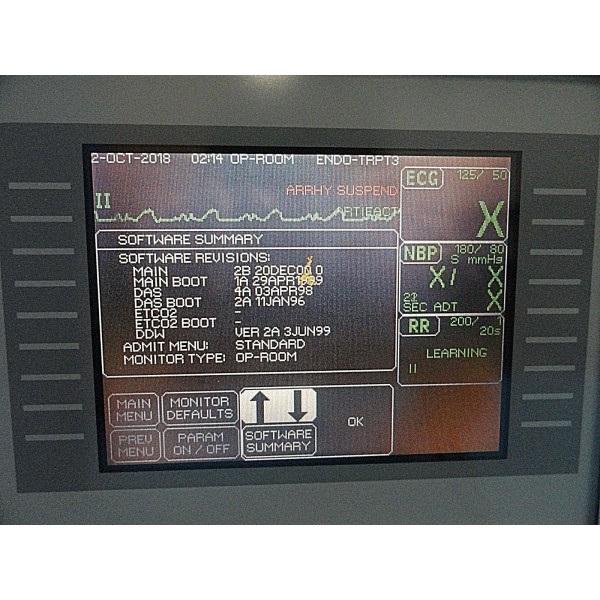 2-OCT-2018 02:14 OP-ROOM ENDO-TRPT3
ARRHY SUSPEND
II
ARTIFACT
ECG 125/ 50
X
SOFTWARE SUMMARY
SOFTWARE REVISIONS:
MAIN 2B 20DEC00 0
MAIN BOOT 1A 29APR1989
DAS 4A 03APR98
DAS BOOT 2A 11JAN96
ETCO2 -
ETCO2 BOOT -
DDW VER 2A 3JUN99
ADMIT MENU: STANDARD
MONITOR TYPE: OP-ROOM
NBP 180/ 80
S mmHg
X/ X
X
SEC ADT
RR 200/ 1
20s
LEARNING
II
MAIN MENU
MONITOR DEFAULTS
↑ ↓
OK
PREV MENU
PARAM ON / OFF
SOFTWARE SUMMARY